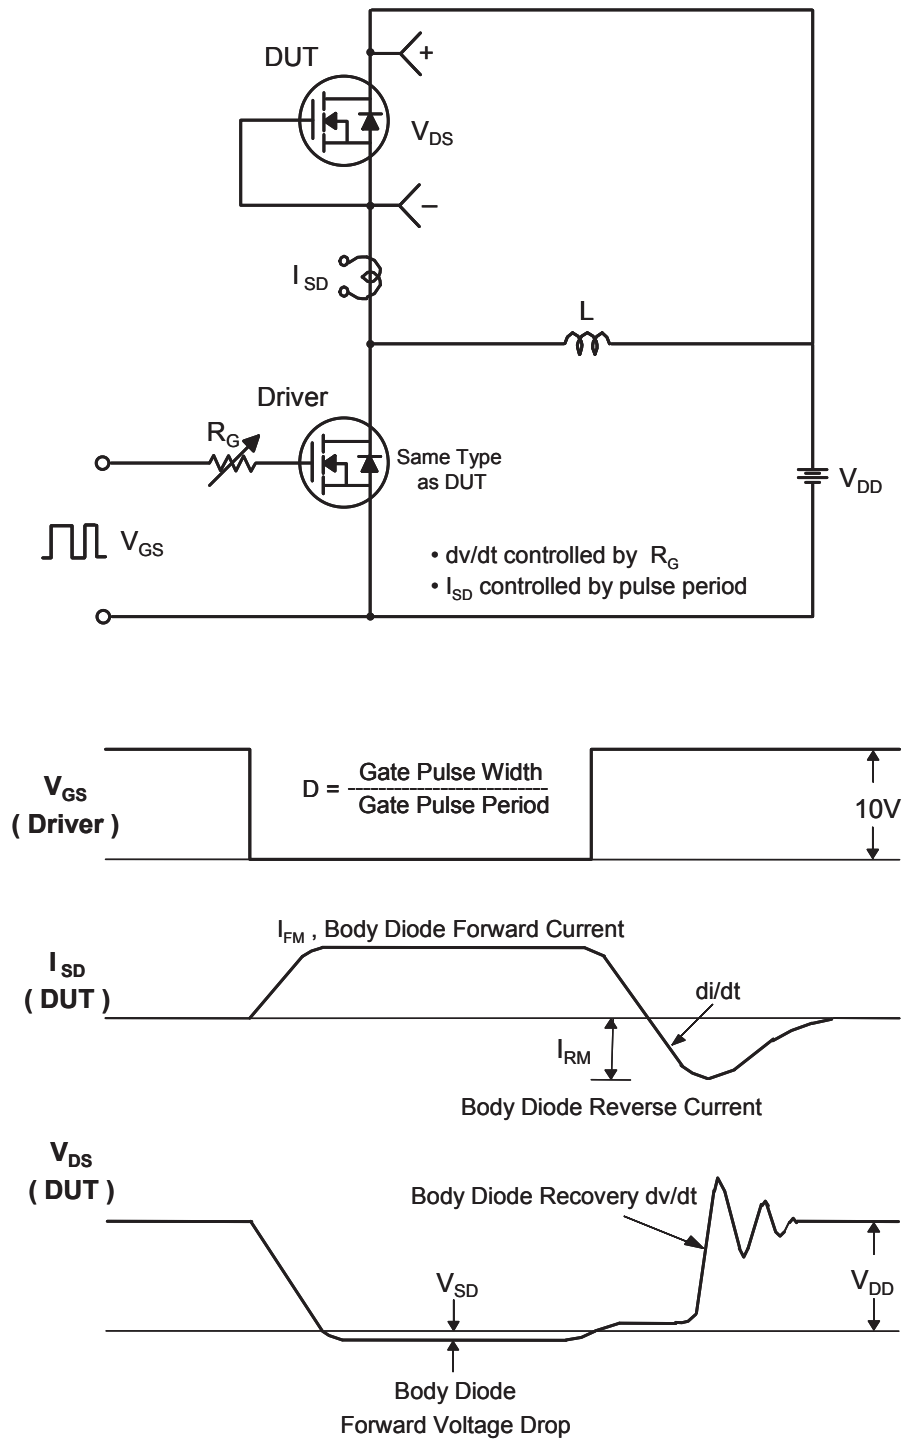 DUT
+
V_DS
–
I_SD
L
Driver
R_G
Same Type
as DUT
V_DD
V_GS
• dv/dt controlled by R_G
• I_SD controlled by pulse period
V_GS
( Driver )
D = Gate Pulse Width
Gate Pulse Period
10V
I_FM , Body Diode Forward Current
I_SD
( DUT )
di/dt
I_RM
Body Diode Reverse Current
V_DS
( DUT )
Body Diode Recovery dv/dt
V_SD
V_DD
Body Diode
Forward Voltage Drop